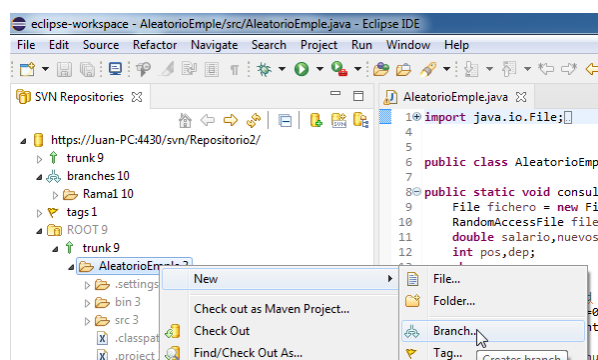 eclipse-workspace - AleatorioEmple/src/AleatorioEmple.java - Eclipse IDE
File Edit Source Refactor Navigate Search Project Run Window Help
SVN Repositories
AleatorioEmple.java
https://Juan-PC:4430/svn/Repositorio2/
trunk 9
branches 10
Rama1 10
tags 1
ROOT 9
trunk 9
AleatorioEmple 3
.settings
bin 3
src 3
.classpat
.project
1 import java.io.File;
4
5
6 public class AleatorioEmp
7
8 public static void consul
9 File fichero = new Fi
10 RandomAccessFile file
11 double salario,nuevos
12 int pos,dep;
New
Check out as Maven Project...
Check Out
Find/Check Out As...
File...
Folder...
Branch...
Tag...
Creates branch